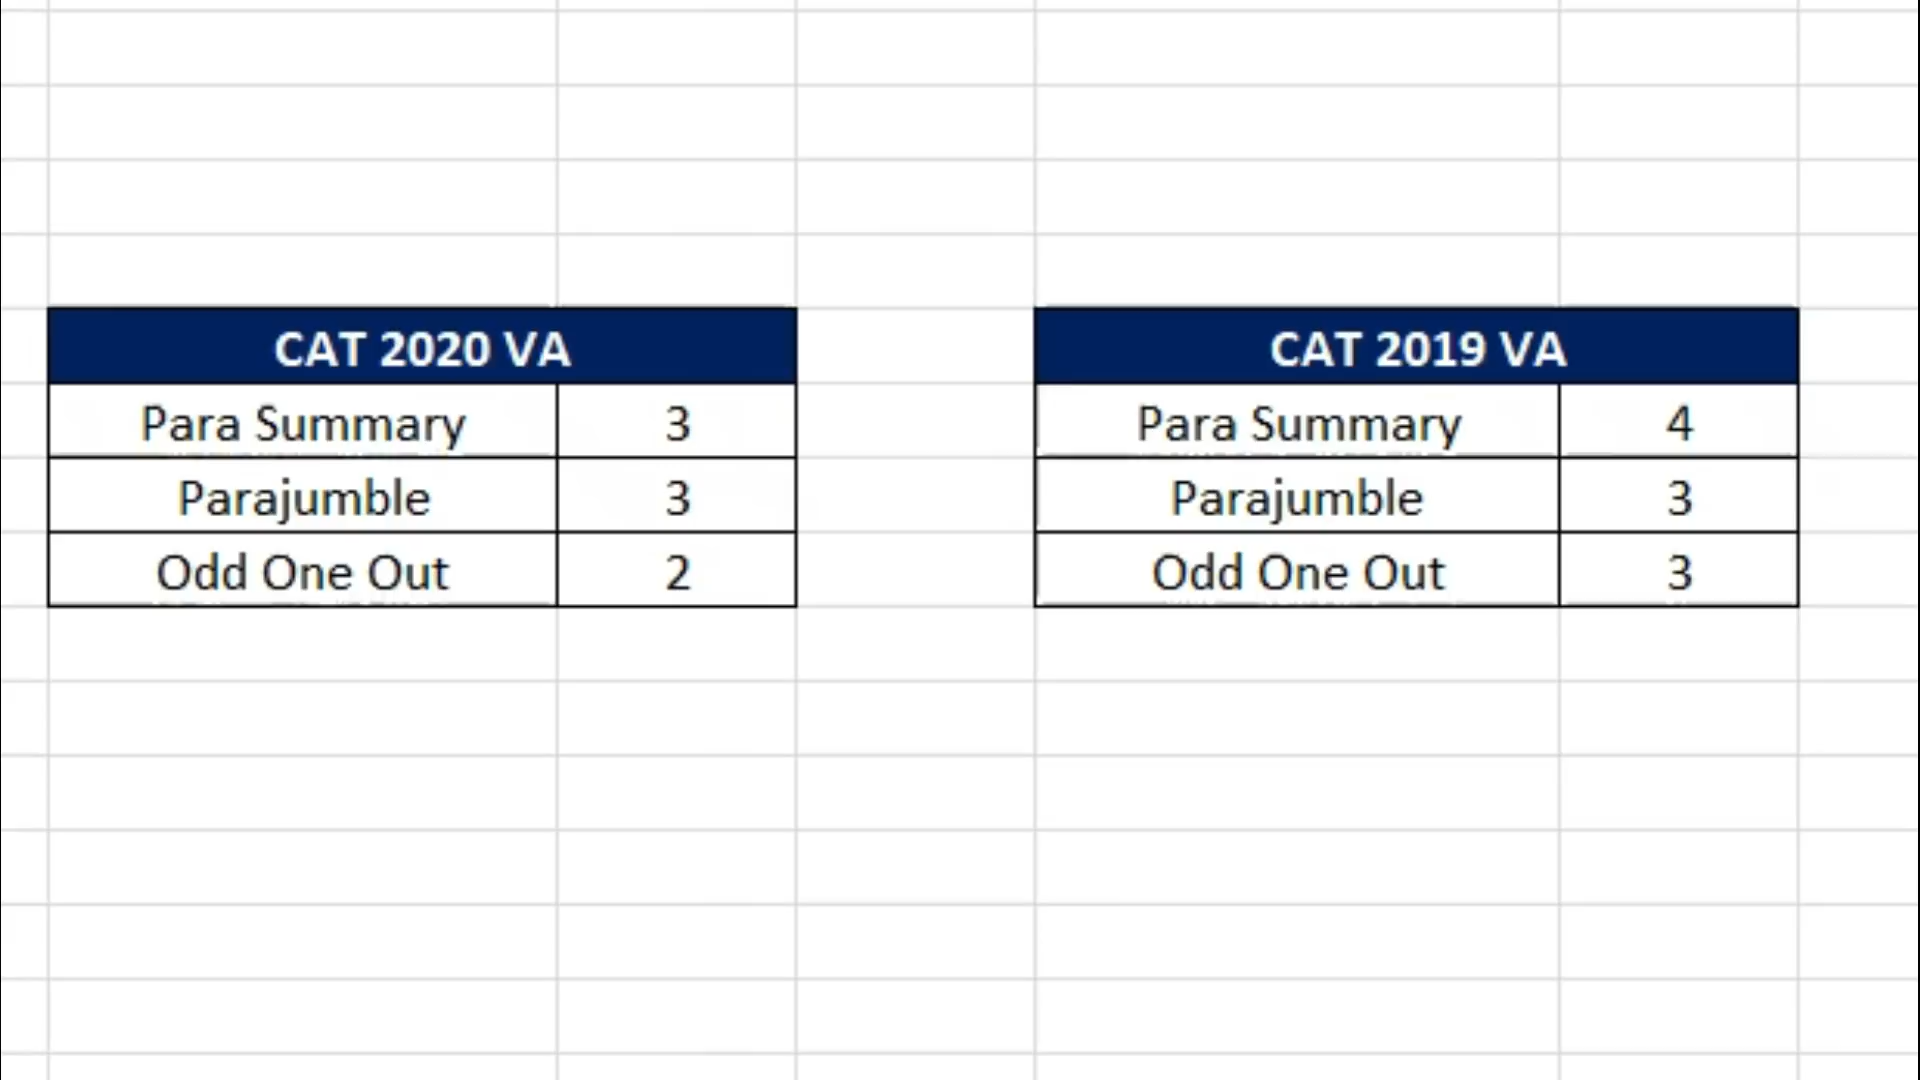 CAT 2020 VA
Para Summary 3
Parajumble 3
Odd One Out 2
CAT 2019 VA
Para Summary 4
Parajumble 3
Odd One Out 3